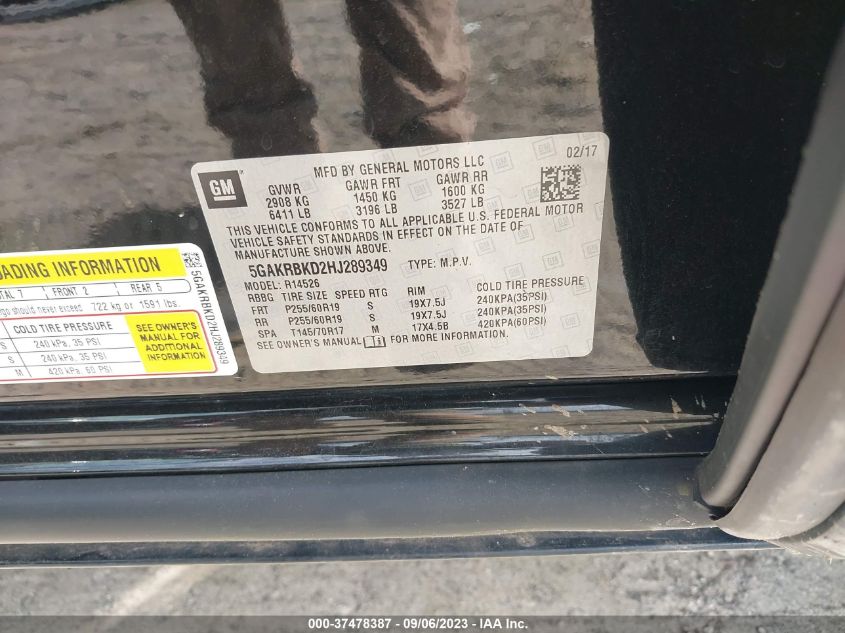 GM
MFD BY GENERAL MOTORS LLC
02/17
GVWR GAWR FRT GAWR RR
2908 KG 1450 KG 1600 KG
6411 LB 3196 LB 3527 LB
THIS VEHICLE CONFORMS TO ALL APPLICABLE U.S. FEDERAL MOTOR
VEHICLE SAFETY STANDARDS IN EFFECT ON THE DATE OF
MANUFACTURE SHOWN ABOVE.
5GAKRBKD2HJ289349 TYPE: M.P.V.
MODEL: R14526
RBBG TIRE SIZE SPEED RTG RIM COLD TIRE PRESSURE
FRT P255/60R19 S 19X7.5J 240KPA(35PSI)
RR P255/60R19 S 19X7.5J 240KPA(35PSI)
SPA T145/70R17 M 17X4.5B 420KPA(60PSI)
SEE OWNER'S MANUAL FOR MORE INFORMATION.
OADING INFORMATION
TAL 7 FRONT 2 REAR 5
rgo should never exceed 722 kg or 1591 lbs.
COLD TIRE PRESSURE
S 240 kPa, 35 PSI
S 240 kPa, 35 PSI
M 420 kPa, 60 PSI
SEE OWNER'S
MANUAL FOR
ADDITIONAL
INFORMATION
5GAKRBKD2HJ289349
000-37478387 - 09/06/2023 - IAA Inc.